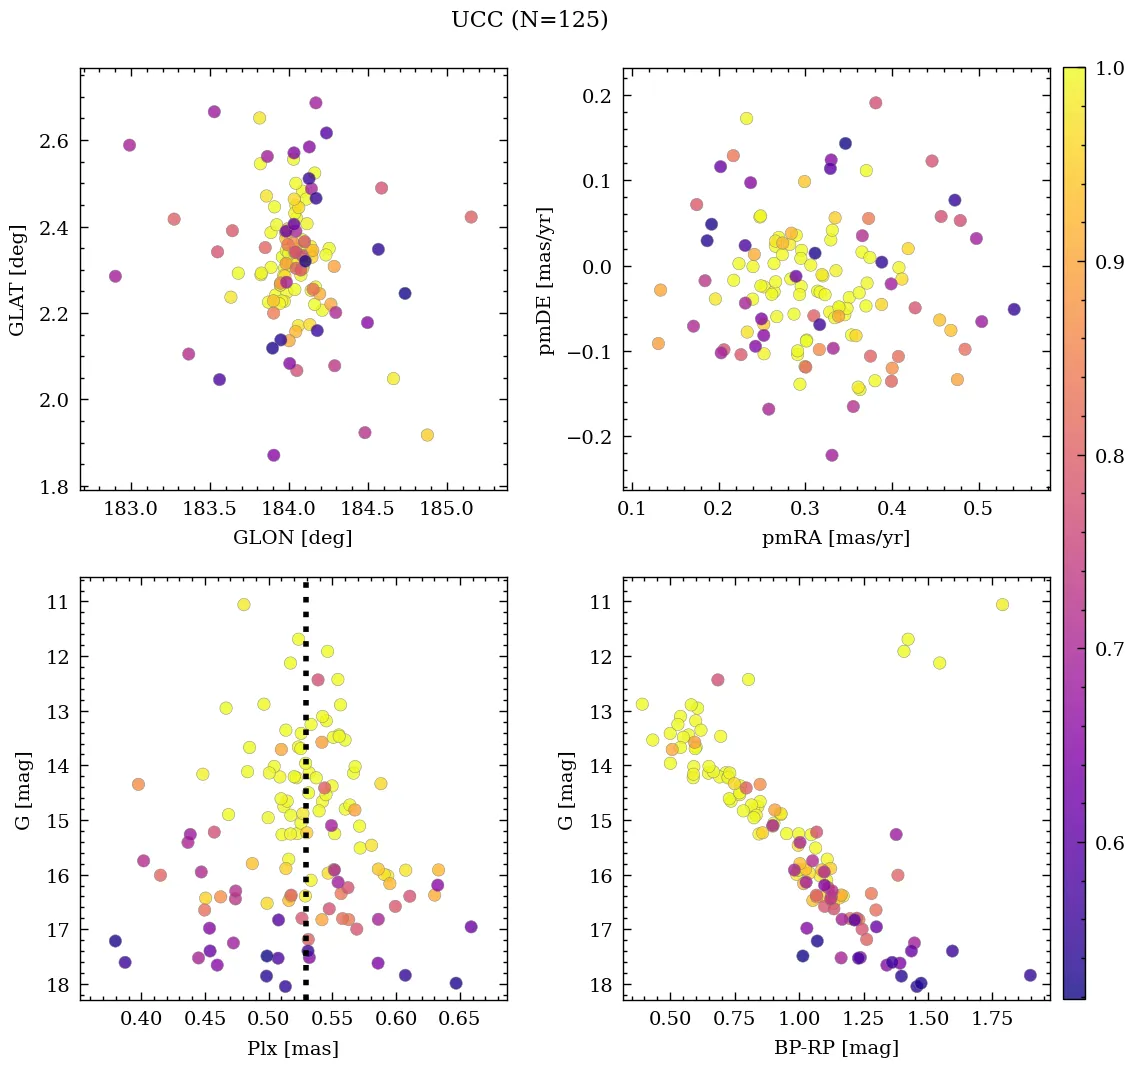 UCC (N=125)
2.6
2.4
2.2
2.0
1.8
GLAT [deg]
183.0 183.5 184.0 184.5 185.0
GLON [deg]
0.2
0.1
0.0
−0.1
−0.2
pmDE [mas/yr]
0.1 0.2 0.3 0.4 0.5
pmRA [mas/yr]
1.0
0.9
0.8
0.7
0.6
11
12
13
14
15
16
17
18
G [mag]
0.40 0.45 0.50 0.55 0.60 0.65
Plx [mas]
11
12
13
14
15
16
17
18
G [mag]
0.50 0.75 1.00 1.25 1.50 1.75
BP-RP [mag]